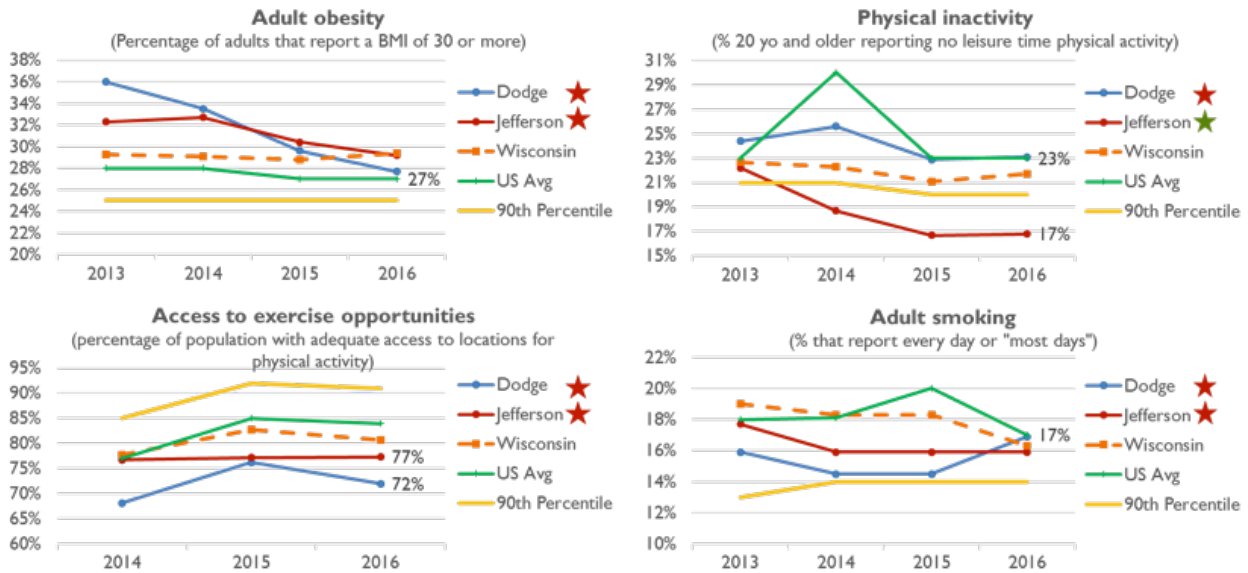 Adult obesity
(Percentage of adults that report a BMI of 30 or more)
38%
36%
34%
32%
30%
28%
26%
24%
22%
20%
27%
2013 2014 2015 2016
Dodge
Jefferson
Wisconsin
US Avg
90th Percentile
Physical inactivity
(% 20 yo and older reporting no leisure time physical activity)
31%
29%
27%
25%
23%
21%
19%
17%
15%
23%
17%
2013 2014 2015 2016
Dodge
Jefferson
Wisconsin
US Avg
90th Percentile
Access to exercise opportunities
(percentage of population with adequate access to locations for
physical activity)
95%
90%
85%
80%
75%
70%
65%
60%
77%
72%
2014 2015 2016
Dodge
Jefferson
Wisconsin
US Avg
90th Percentile
Adult smoking
(% that report every day or "most days")
22%
20%
18%
16%
14%
12%
10%
17%
2013 2014 2015 2016
Dodge
Jefferson
Wisconsin
US Avg
90th Percentile